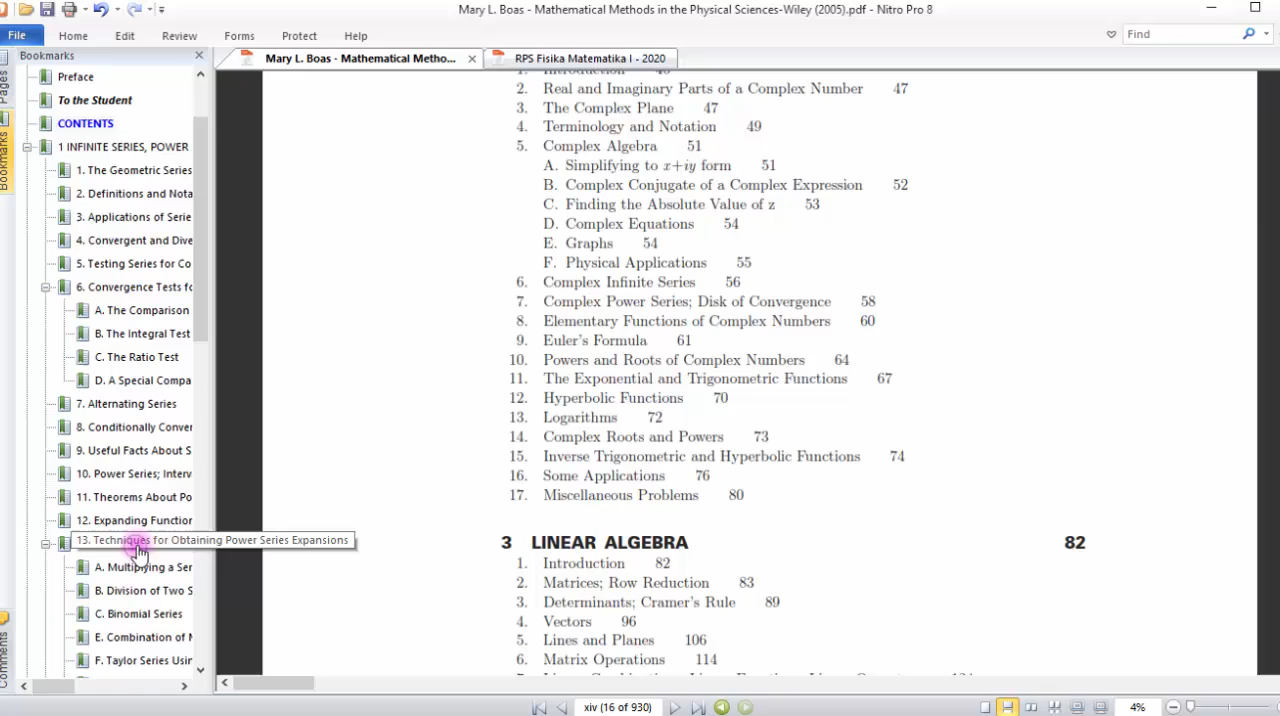 Mary L. Boas - Mathematical Methods in the Physical Sciences-Wiley (2005).pdf - Nitro Pro 8
File Home Edit Review Forms Protect Help
Find
Bookmarks
Mary L. Boas - Mathematical Metho...
RPS Fisika Matematika I - 2020
Pages
Bookmarks
Comments
Preface
To the Student
CONTENTS
1 INFINITE SERIES, POWER
1. The Geometric Series
2. Definitions and Nota
3. Applications of Serie
4. Convergent and Dive
5. Testing Series for Co
6. Convergence Tests fo
A. The Comparison
B. The Integral Test
C. The Ratio Test
D. A Special Compa
7. Alternating Series
8. Conditionally Conver
9. Useful Facts About S
10. Power Series; Interv
11. Theorems About Po
12. Expanding Function
13. Techniques for Obtaining Power Series Expansions
A. Multiplying a Ser
B. Division of Two S
C. Binomial Series
E. Combination of M
F. Taylor Series Usin
1. Introduction
2. Real and Imaginary Parts of a Complex Number 47
3. The Complex Plane 47
4. Terminology and Notation 49
5. Complex Algebra 51
A. Simplifying to x+iy form 51
B. Complex Conjugate of a Complex Expression 52
C. Finding the Absolute Value of z 53
D. Complex Equations 54
E. Graphs 54
F. Physical Applications 55
6. Complex Infinite Series 56
7. Complex Power Series; Disk of Convergence 58
8. Elementary Functions of Complex Numbers 60
9. Euler's Formula 61
10. Powers and Roots of Complex Numbers 64
11. The Exponential and Trigonometric Functions 67
12. Hyperbolic Functions 70
13. Logarithms 72
14. Complex Roots and Powers 73
15. Inverse Trigonometric and Hyperbolic Functions 74
16. Some Applications 76
17. Miscellaneous Problems 80
3 LINEAR ALGEBRA 82
1. Introduction 82
2. Matrices; Row Reduction 83
3. Determinants; Cramer's Rule 89
4. Vectors 96
5. Lines and Planes 106
6. Matrix Operations 114
xiv (16 of 930)
4%